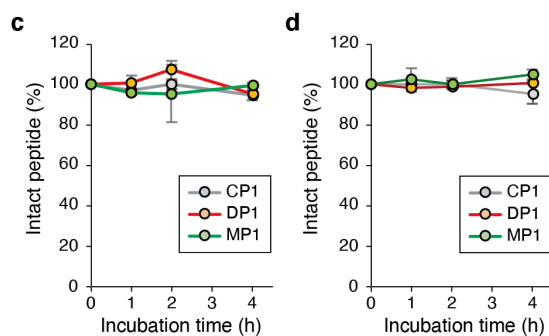 c
120
100
80
60
40
20
0
Intact peptide (%)
CP1
DP1
MP1
0 1 2 3 4
Incubation time (h)
d
120
100
80
60
40
20
0
Intact peptide (%)
CP1
DP1
MP1
0 1 2 3 4
Incubation time (h)